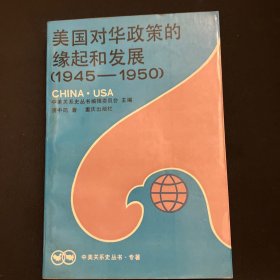 美国对华政策的
缘起和发展
(1945—1950)
CHINA · USA
中美关系史丛书编辑委员会 主编
资中筠 著 重庆出版社
中美关系史丛书·专著